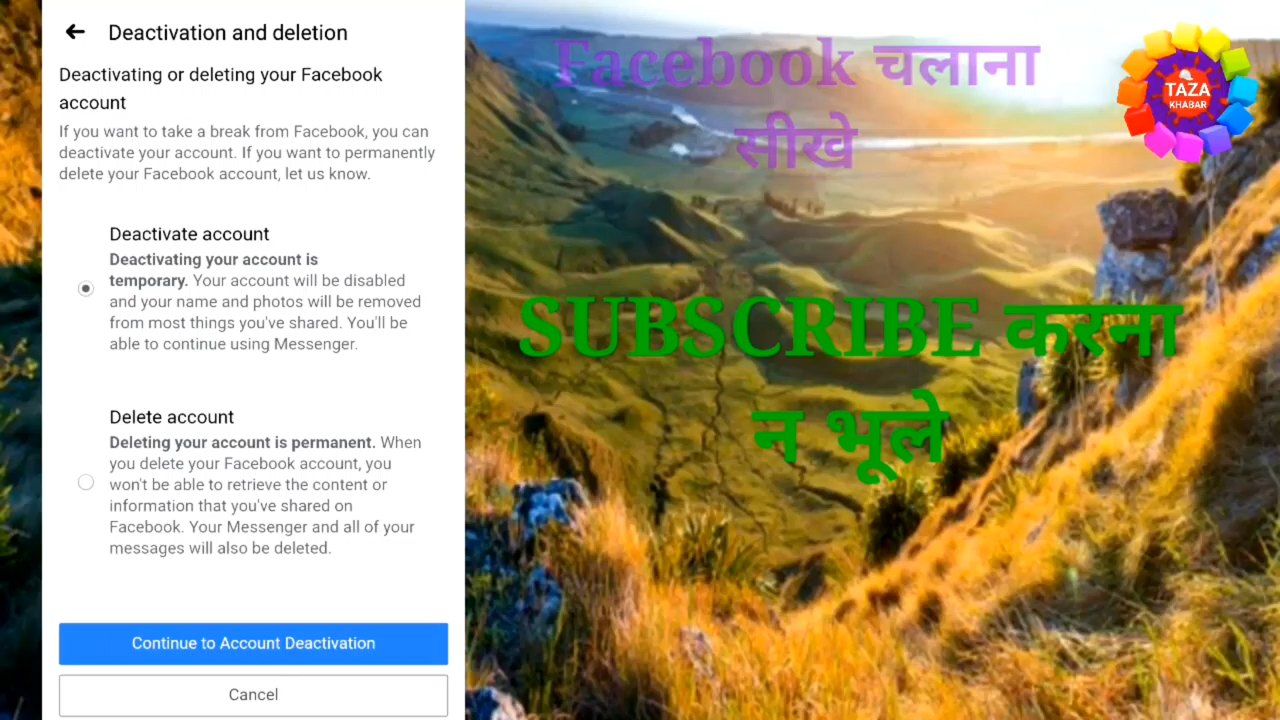 Deactivation and deletion
Deactivating or deleting your Facebook
account
If you want to take a break from Facebook, you can
deactivate your account. If you want to permanently
delete your Facebook account, let us know.
Deactivate account
Deactivating your account is
temporary. Your account will be disabled
and your name and photos will be removed
from most things you've shared. You'll be
able to continue using Messenger.
Delete account
Deleting your account is permanent. When
you delete your Facebook account, you
won't be able to retrieve the content or
information that you've shared on
Facebook. Your Messenger and all of your
messages will also be deleted.
Continue to Account Deactivation
Cancel
Facebook चलाना
सीखे
SUBSCRIBE करना
न भूले
TAZA
KHABAR